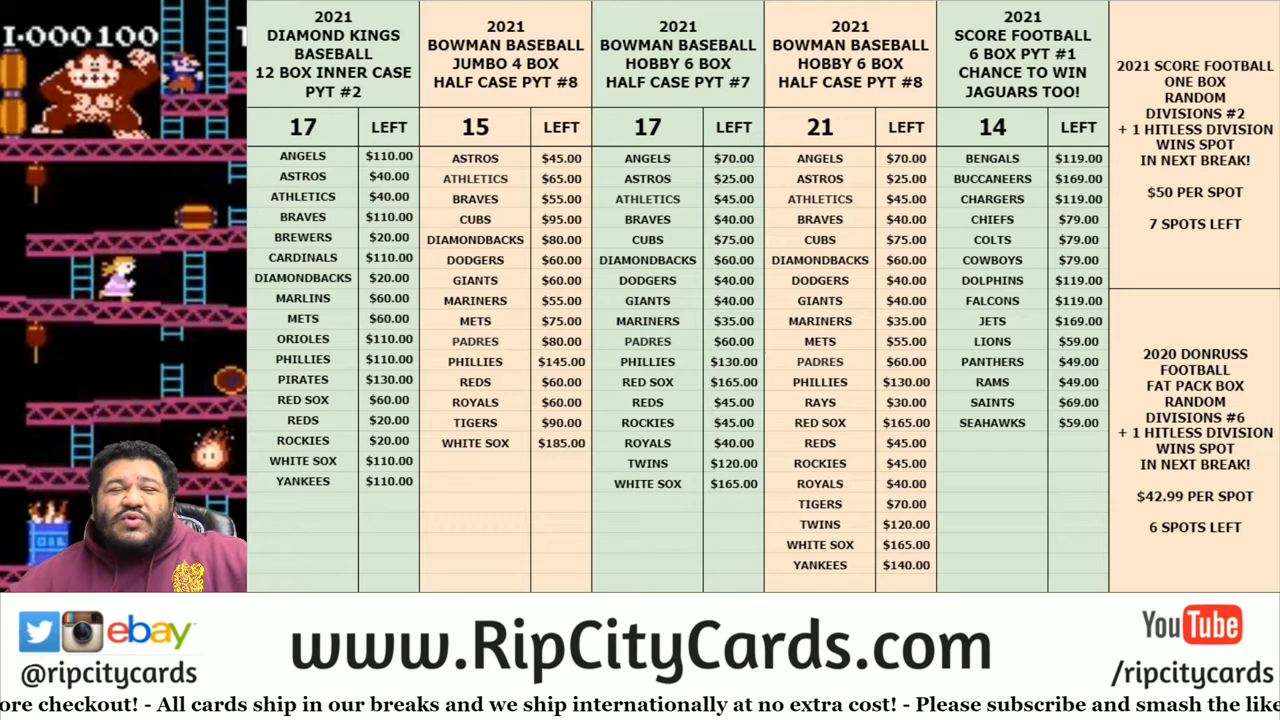 I-000100
2021
DIAMOND KINGS
BASEBALL
12 BOX INNER CASE
PYT #2
17 LEFT
ANGELS $110.00
ASTROS $40.00
ATHLETICS $40.00
BRAVES $110.00
BREWERS $20.00
CARDINALS $110.00
DIAMONDBACKS $20.00
MARLINS $60.00
METS $60.00
ORIOLES $110.00
PHILLIES $110.00
PIRATES $130.00
RED SOX $60.00
REDS $20.00
ROCKIES $20.00
WHITE SOX $110.00
YANKEES $110.00
2021
BOWMAN BASEBALL
JUMBO 4 BOX
HALF CASE PYT #8
15 LEFT
ASTROS $45.00
ATHLETICS $65.00
BRAVES $55.00
CUBS $95.00
DIAMONDBACKS $80.00
DODGERS $60.00
GIANTS $60.00
MARINERS $55.00
METS $75.00
PADRES $80.00
PHILLIES $145.00
REDS $60.00
ROYALS $60.00
TIGERS $90.00
WHITE SOX $185.00
2021
BOWMAN BASEBALL
HOBBY 6 BOX
HALF CASE PYT #7
17 LEFT
ANGELS $70.00
ASTROS $25.00
ATHLETICS $45.00
BRAVES $40.00
CUBS $75.00
DIAMONDBACKS $60.00
DODGERS $40.00
GIANTS $40.00
MARINERS $35.00
PADRES $60.00
PHILLIES $130.00
RED SOX $165.00
REDS $45.00
ROCKIES $45.00
ROYALS $40.00
TWINS $120.00
WHITE SOX $165.00
2021
BOWMAN BASEBALL
HOBBY 6 BOX
HALF CASE PYT #8
21 LEFT
ANGELS $70.00
ASTROS $25.00
ATHLETICS $45.00
BRAVES $40.00
CUBS $75.00
DIAMONDBACKS $60.00
DODGERS $40.00
GIANTS $40.00
MARINERS $35.00
METS $55.00
PADRES $60.00
PHILLIES $130.00
RAYS $30.00
RED SOX $165.00
REDS $45.00
ROCKIES $45.00
ROYALS $40.00
TIGERS $70.00
TWINS $120.00
WHITE SOX $165.00
YANKEES $140.00
2021
SCORE FOOTBALL
6 BOX PYT #1
CHANCE TO WIN
JAGUARS TOO!
14 LEFT
BENGALS $119.00
BUCCANEERS $169.00
CHARGERS $119.00
CHIEFS $79.00
COLTS $79.00
COWBOYS $79.00
DOLPHINS $119.00
FALCONS $119.00
JETS $169.00
LIONS $59.00
PANTHERS $49.00
RAMS $49.00
SAINTS $69.00
SEAHAWKS $59.00
2021 SCORE FOOTBALL
ONE BOX
RANDOM
DIVISIONS #2
+ 1 HITLESS DIVISION
WINS SPOT
IN NEXT BREAK!
$50 PER SPOT
7 SPOTS LEFT
2020 DONRUSS
FOOTBALL
FAT PACK BOX
RANDOM
DIVISIONS #6
+ 1 HITLESS DIVISION
WINS SPOT
IN NEXT BREAK!
$42.99 PER SPOT
6 SPOTS LEFT
OIL
ebay
@ripcitycards
www.RipCityCards.com
YouTube
/ripcitycards
ore checkout! - All cards ship in our breaks and we ship internationally at no extra cost! - Please subscribe and smash the like